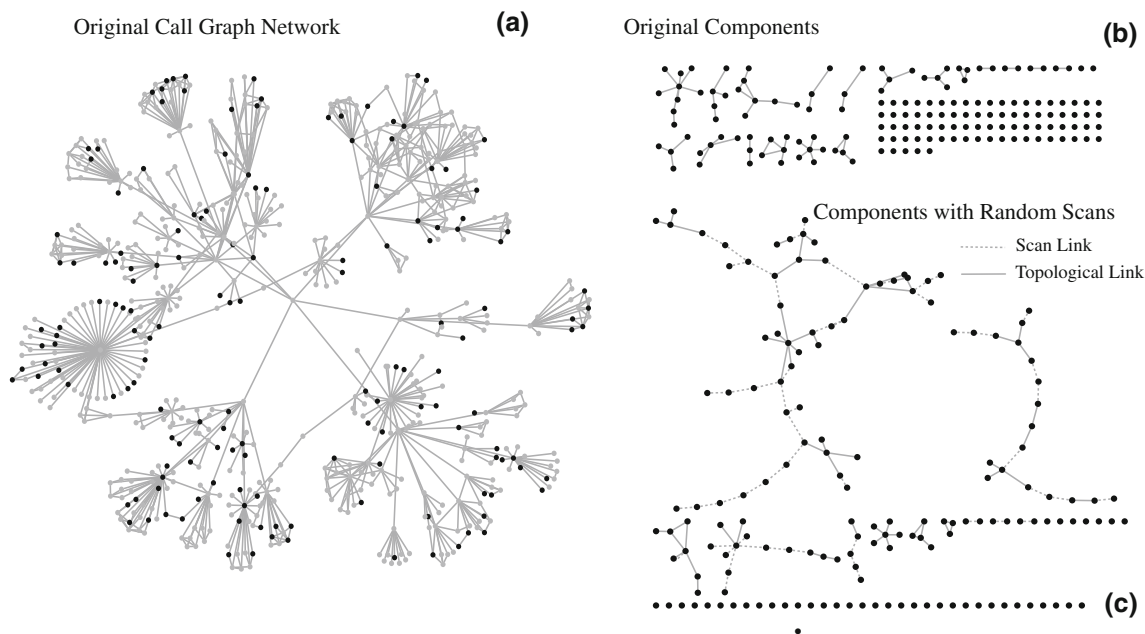 Original Call Graph Network
(a)
Original Components
(b)
Components with Random Scans
Scan Link
Topological Link
(c)